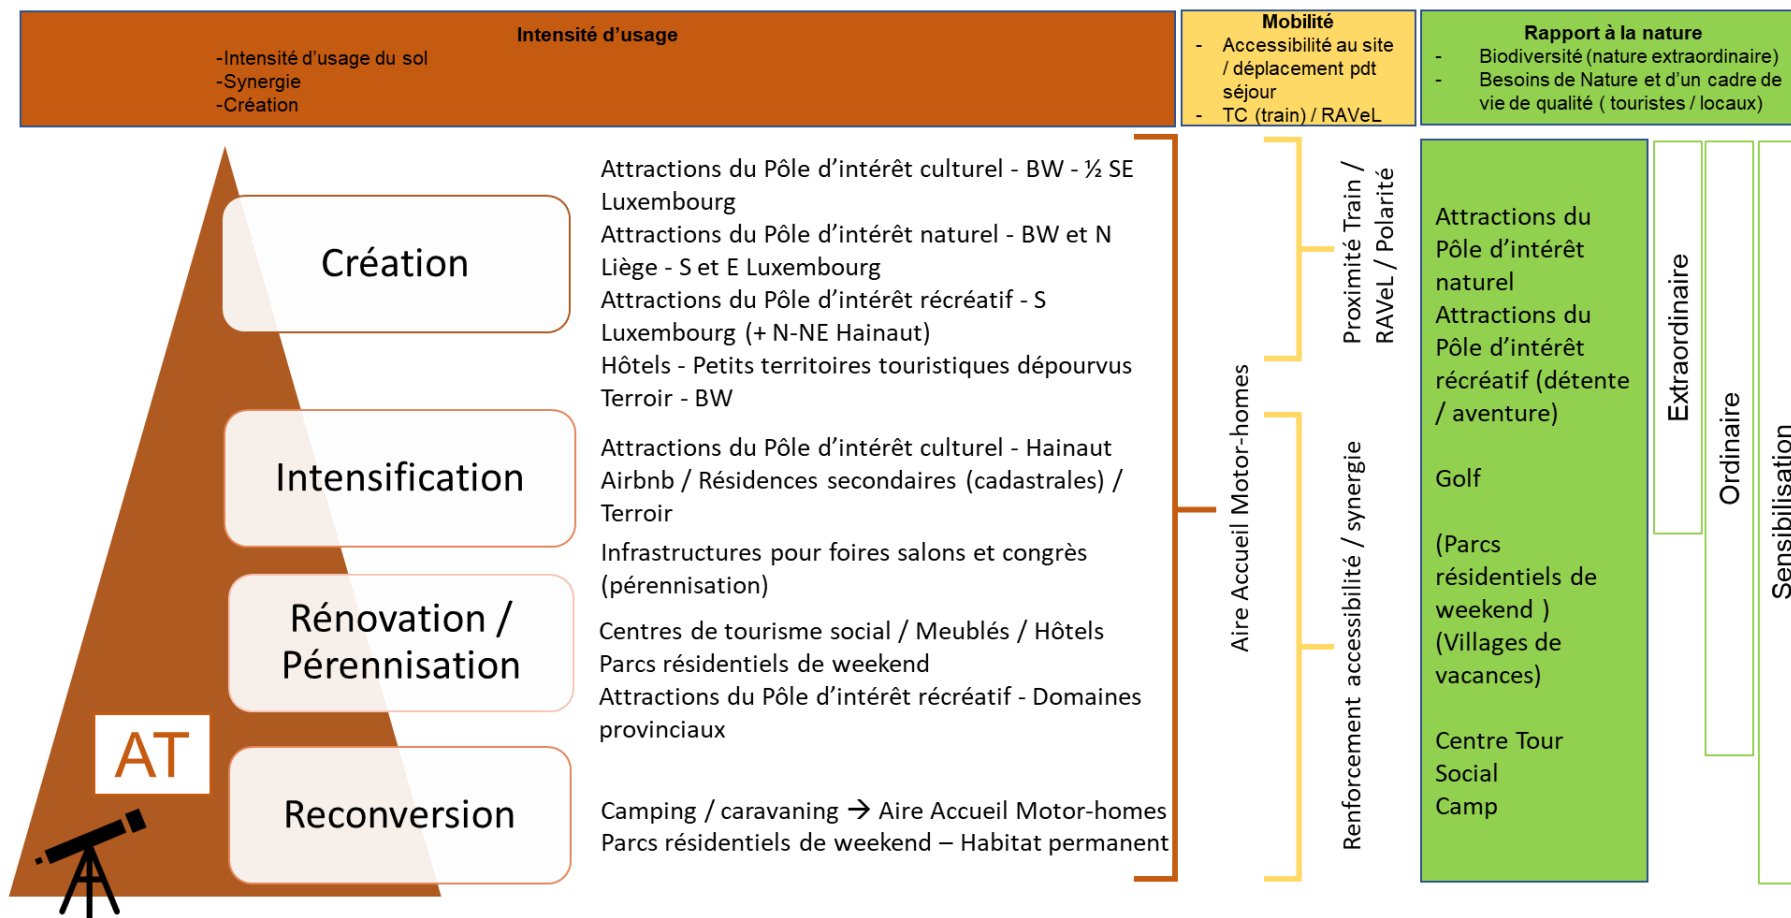 Intensité d'usage
-Intensité d'usage du sol
-Synergie
-Création
Mobilité
- Accessibilité au site
/ déplacement pdt
séjour
- TC (train) / RAVeL
Rapport à la nature
- Biodiversité (nature extraordinaire)
- Besoins de Nature et d'un cadre de
vie de qualité ( touristes / locaux)
Création
Attractions du Pôle d'intérêt culturel - BW - ½ SE
Luxembourg
Attractions du Pôle d'intérêt naturel - BW et N
Liège - S et E Luxembourg
Attractions du Pôle d'intérêt récréatif - S
Luxembourg (+ N-NE Hainaut)
Hôtels - Petits territoires touristiques dépourvus
Terroir - BW
Intensification
Attractions du Pôle d'intérêt culturel - Hainaut
Airbnb / Résidences secondaires (cadastrales) /
Terroir
Infrastructures pour foires salons et congrès
(pérennisation)
Rénovation /
Pérennisation
Centres de tourisme social / Meublés / Hôtels
Parcs résidentiels de weekend
Attractions du Pôle d'intérêt récréatif - Domaines
provinciaux
AT
Reconversion
Camping / caravaning → Aire Accueil Motor-homes
Parcs résidentiels de weekend – Habitat permanent
Aire Accueil Motor-homes
Proximité Train /
RAVeL / Polarité
Renforcement accessibilité / synergie
Attractions du
Pôle d'intérêt
naturel
Attractions du
Pôle d'intérêt
récréatif (détente
/ aventure)
Golf
(Parcs
résidentiels de
weekend )
(Villages de
vacances)
Centre Tour
Social
Camp
Extraordinaire
Ordinaire
Sensibilisation